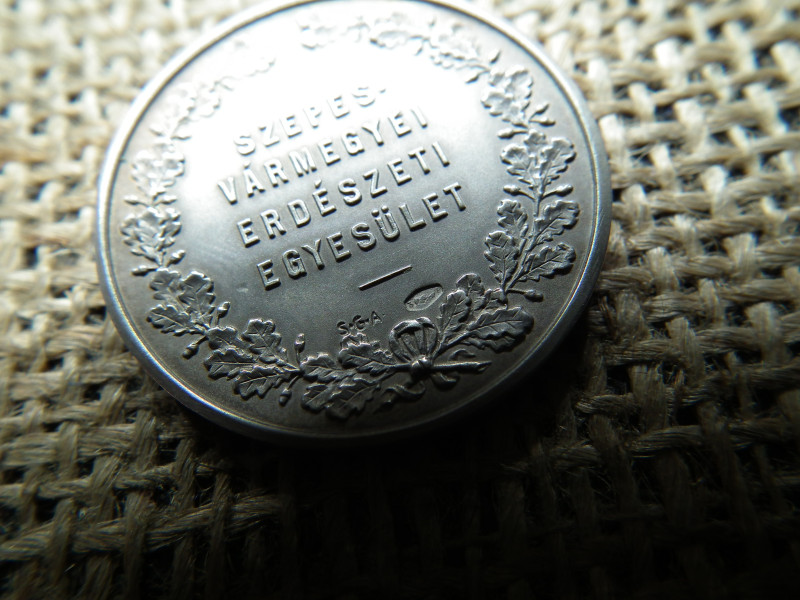 SZEPES-
VÁRMEGYEI
ERDÉSZETI
EGYESÜLET
S·G·A·